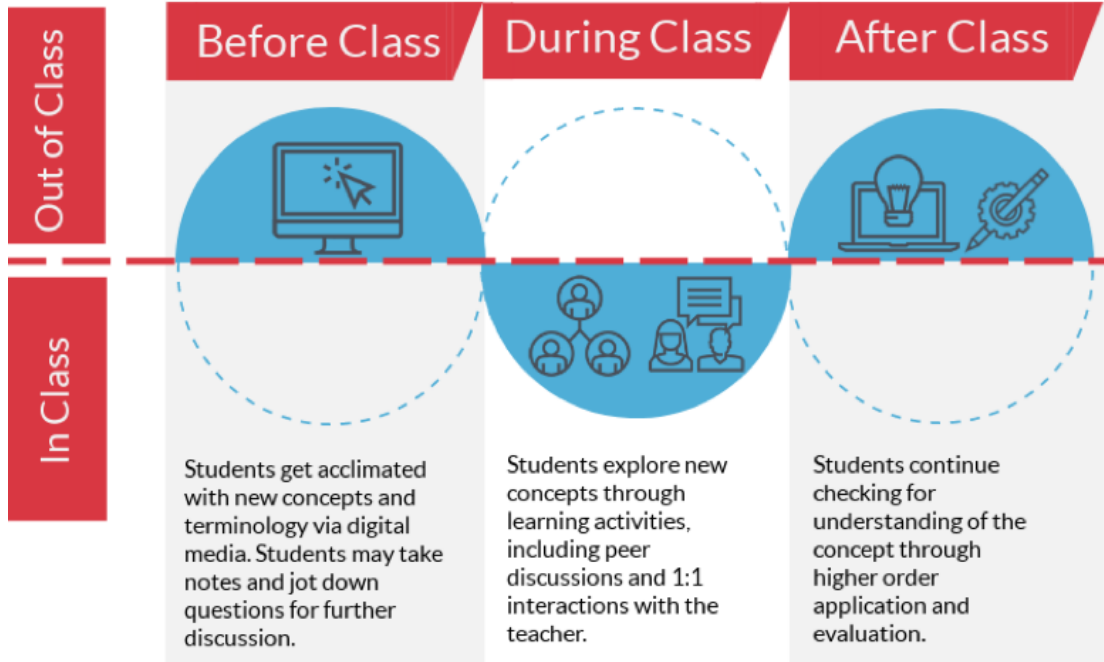 Before Class
During Class
After Class
Out of Class
In Class
Students get acclimated
with new concepts and
terminology via digital
media. Students may take
notes and jot down
questions for further
discussion.
Students explore new
concepts through
learning activities,
including peer
discussions and 1:1
interactions with the
teacher.
Students continue
checking for
understanding of the
concept through
higher order
application and
evaluation.